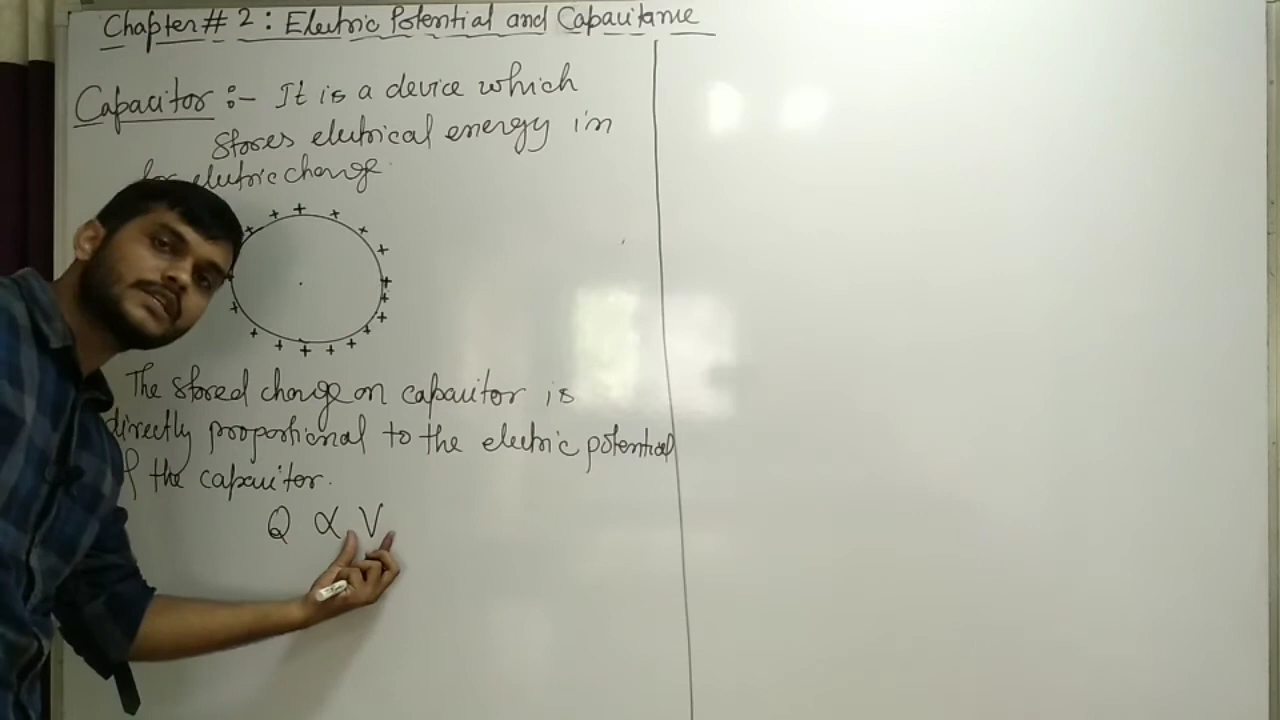 Chapter# 2: Electric Potential and Capacitance
Capacitor :- It is a device which
stores electrical energy in
electric charge
The stored charge on capacitor is
directly proportional to the electric potential
the capacitor.
Q ∝ V